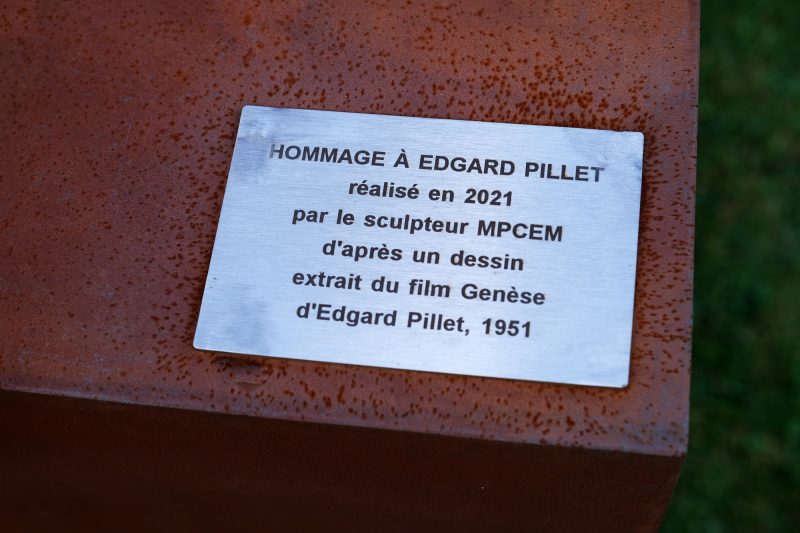 HOMMAGE À EDGARD PILLET
réalisé en 2021
par le sculpteur MPCEM
d'après un dessin
extrait du film Genèse
d'Edgard Pillet, 1951